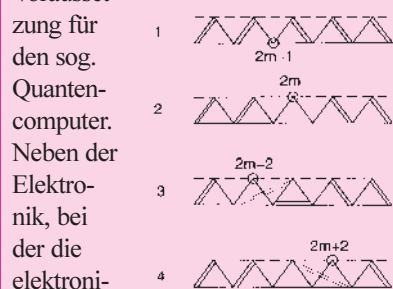 zung für
den sog.
Quanten-
computer.
Neben der
Elektro-
nik, bei
der die
elektroni-
1
2m-1
2m
2
2m-2
3
2m+2
4